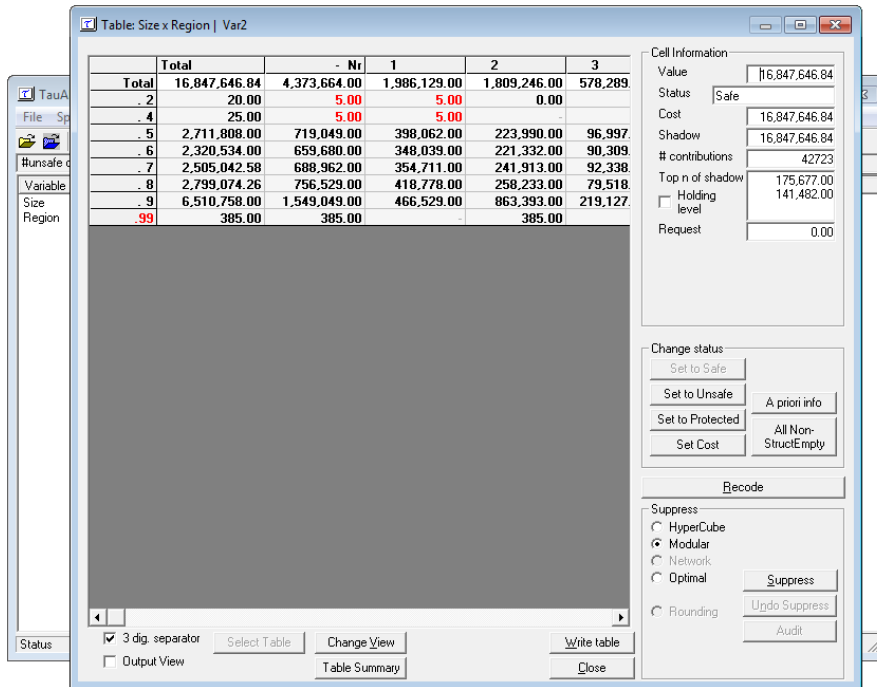 Table: Size x Region | Var2
TauA
File Sp
#unsafe c
Variable
Size
Region
Status
Total - Nr 1 2 3
Total 16,847,646.84 4,373,664.00 1,986,129.00 1,809,246.00 578,289.
. 2 20.00 5.00 5.00 0.00
. 4 25.00 5.00 5.00 -
. 5 2,711,808.00 719,049.00 398,062.00 223,990.00 96,997.
. 6 2,320,534.00 659,680.00 348,039.00 221,332.00 90,309.
. 7 2,505,042.58 688,962.00 354,711.00 241,913.00 92,338.
. 8 2,799,074.26 756,529.00 418,778.00 258,233.00 79,518.
. 9 6,510,758.00 1,549,049.00 466,529.00 863,393.00 219,127.
.99 385.00 385.00 - 385.00
3 dig. separator
Output View
Select Table
Change View
Table Summary
Write table
Close
Cell Information
Value 16,847,646.84
Status Safe
Cost 16,847,646.84
Shadow 16,847,646.84
# contributions 42723
Top n of shadow 175,677.00
141,482.00
Holding
level
Request 0.00
Change status
Set to Safe
Set to Unsafe
Set to Protected
Set Cost
A priori info
All Non-
StructEmpty
Recode
Suppress
HyperCube
Modular
Network
Optimal
Rounding
Suppress
Undo Suppress
Audit